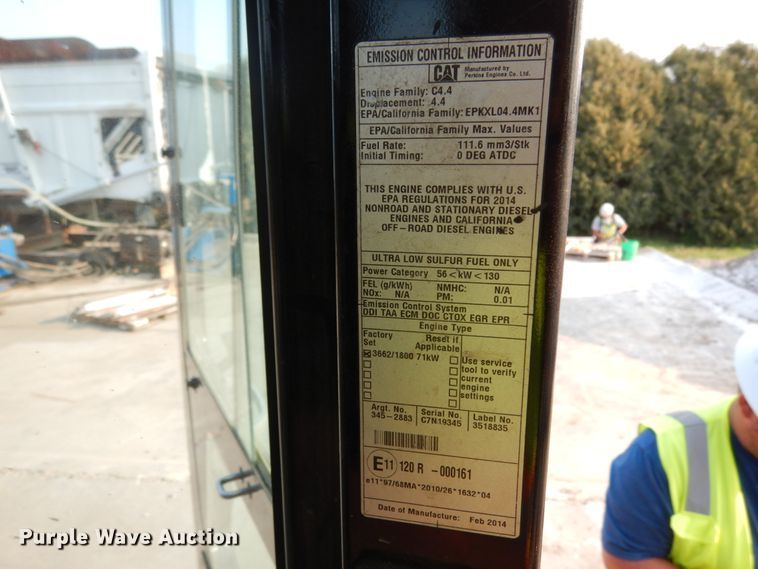 EMISSION CONTROL INFORMATION
CAT Manufactured by
Perkins Engines Co. Ltd.
Engine Family: C4.4
Displacement: 4.4
EPA/California Family: EPKXL04.4MK1
EPA/California Family Max. Values
Fuel Rate: 111.6 mm3/Stk
Initial Timing: 0 DEG ATDC
THIS ENGINE COMPLIES WITH U.S.
EPA REGULATIONS FOR 2014
NONROAD AND STATIONARY DIESEL
ENGINES AND CALIFORNIA
OFF-ROAD DIESEL ENGINES
ULTRA LOW SULFUR FUEL ONLY
Power Category 56<kW<130
FEL (g/kWh) NMHC: N/A
NOx: N/A PM: 0.01
Emission Control System
DDI TAA ECM DOC CTOX EGR EPR
Engine Type
Factory Set Reset if Applicable
3662/1800 71kW
Use service
tool to verify
current
engine
settings
Argt. No. Serial No. Label No.
345-2883 C7N19345 3518835
E11 120 R -000161
e11*97/68MA*2010/26*1632*04
Date of Manufacture: Feb 2014
Purple Wave Auction